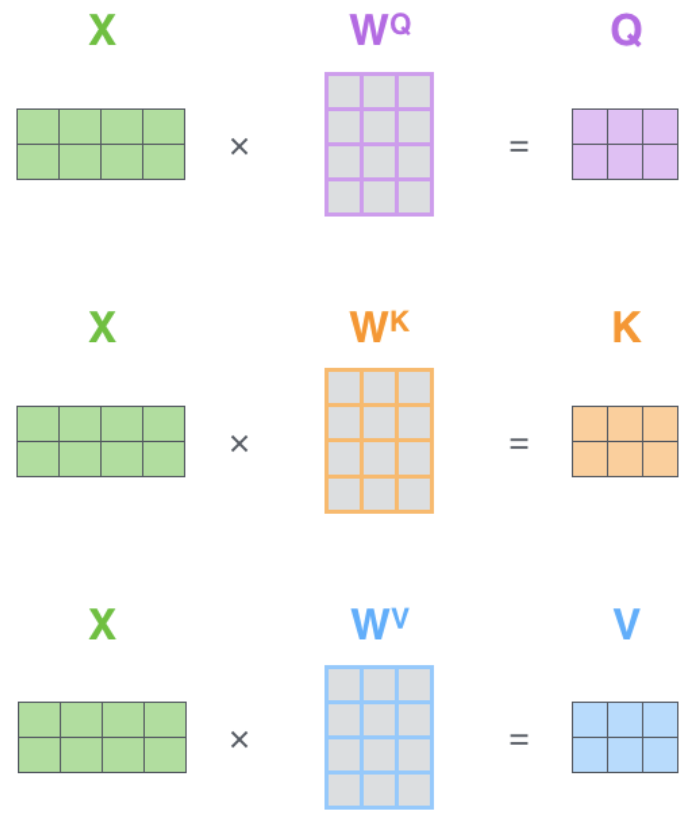 X W^Q Q
× =
X W^K K
× =
X W^V V
× =